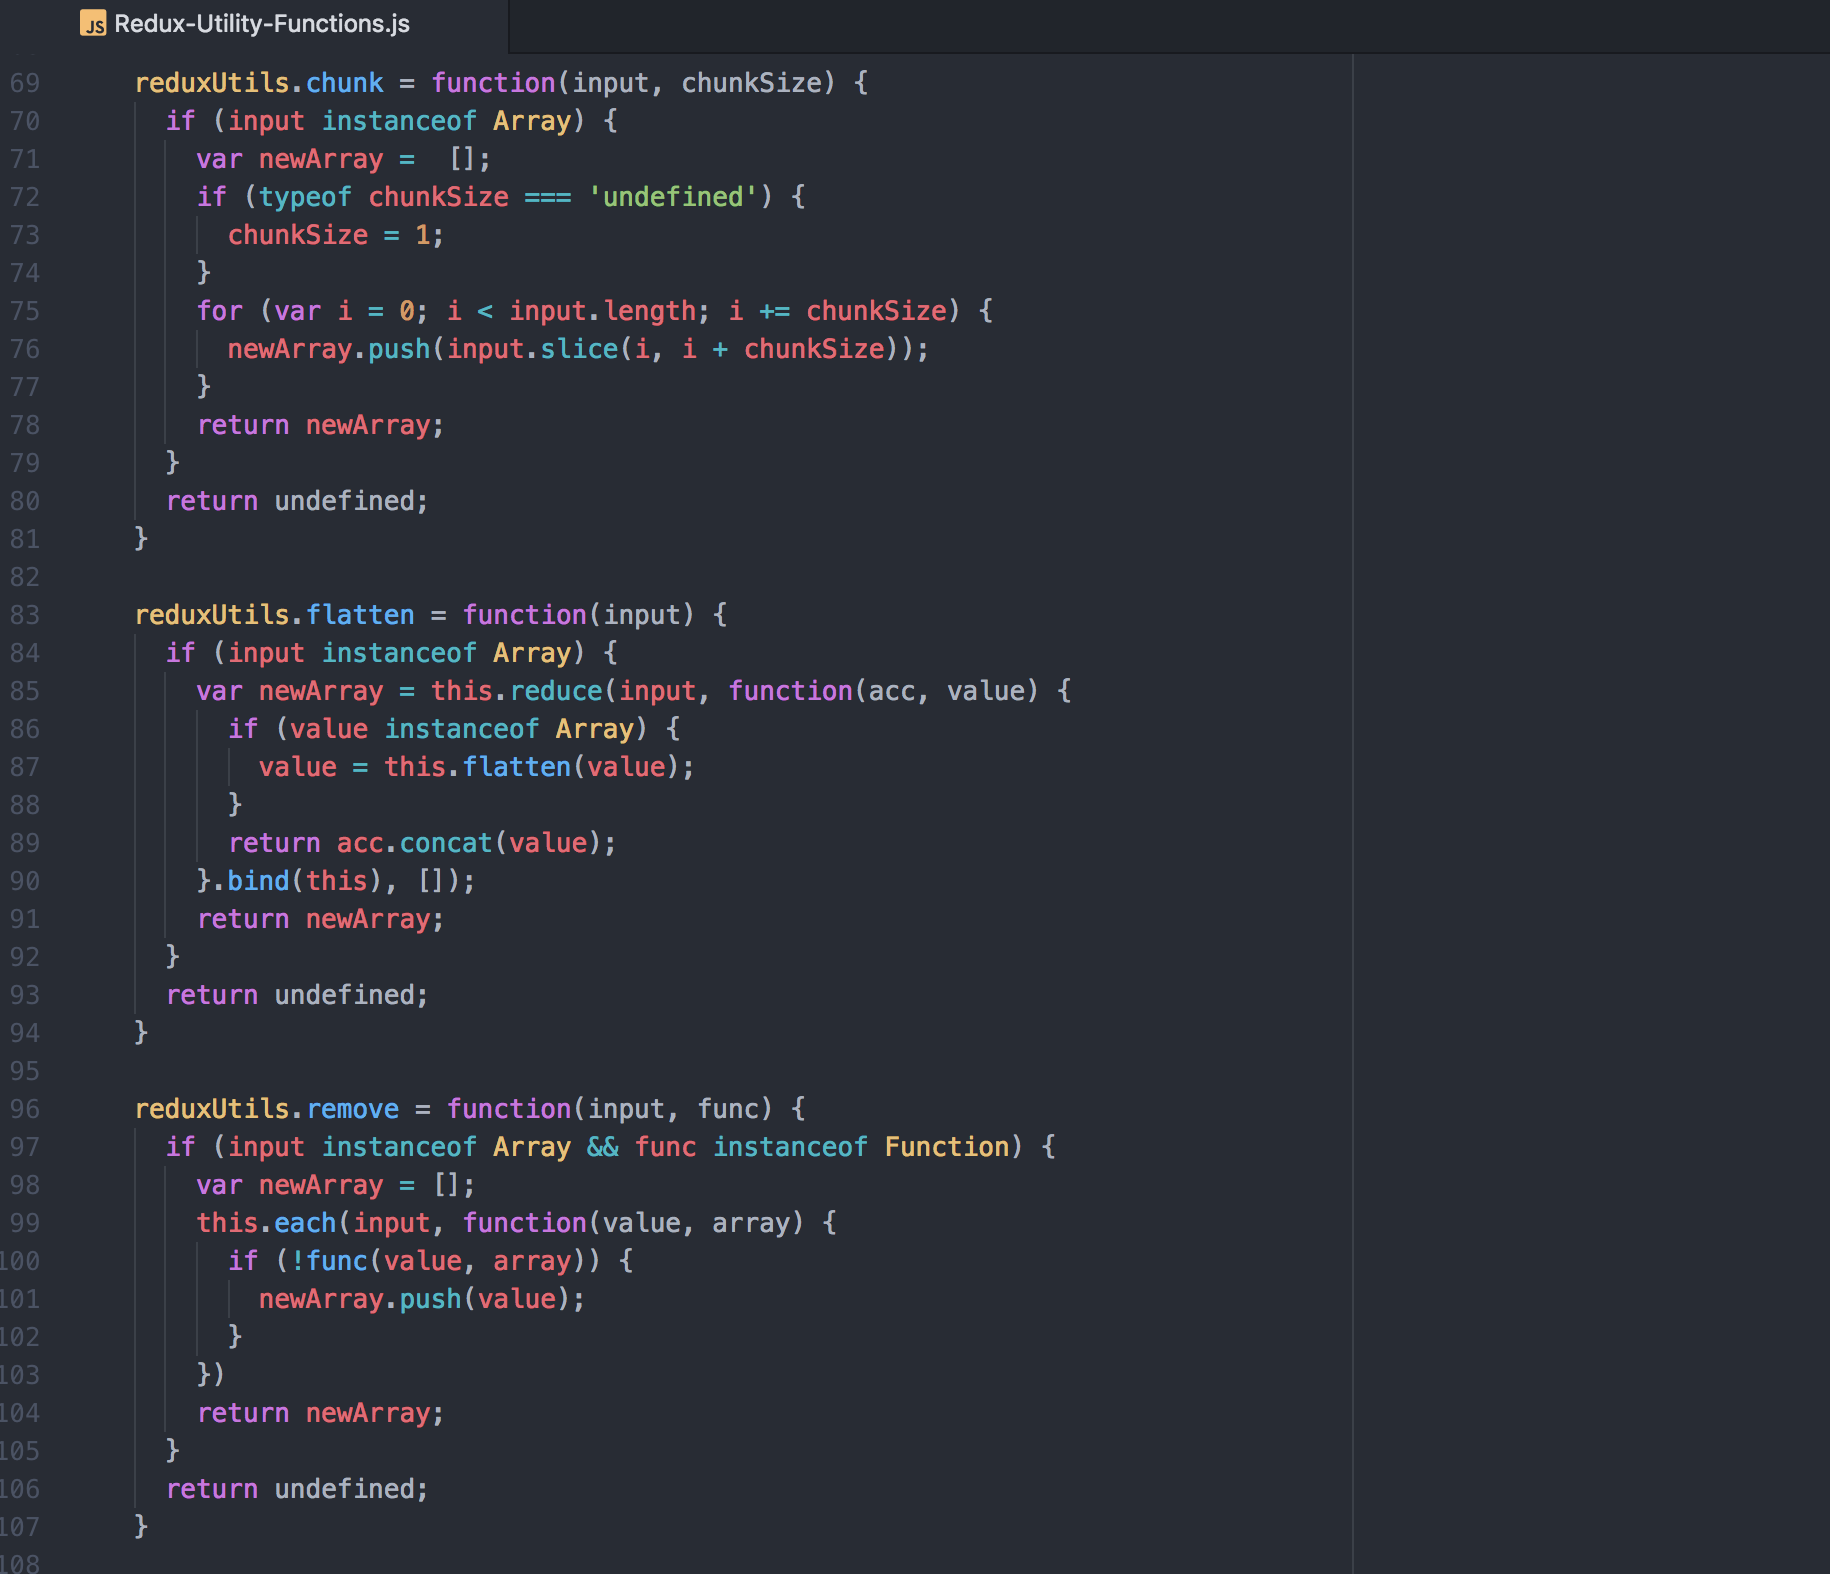 JS Redux-Utility-Functions.js
69 reduxUtils.chunk = function(input, chunkSize) {
70   if (input instanceof Array) {
71     var newArray =  [];
72     if (typeof chunkSize === 'undefined') {
73       chunkSize = 1;
74     }
75     for (var i = 0; i < input.length; i += chunkSize) {
76       newArray.push(input.slice(i, i + chunkSize));
77     }
78     return newArray;
79   }
80   return undefined;
81 }
82
83 reduxUtils.flatten = function(input) {
84   if (input instanceof Array) {
85     var newArray = this.reduce(input, function(acc, value) {
86       if (value instanceof Array) {
87         value = this.flatten(value);
88       }
89       return acc.concat(value);
90     }.bind(this), []);
91     return newArray;
92   }
93   return undefined;
94 }
95
96 reduxUtils.remove = function(input, func) {
97   if (input instanceof Array && func instanceof Function) {
98     var newArray = [];
99     this.each(input, function(value, array) {
100       if (!func(value, array)) {
101         newArray.push(value);
102       }
103     })
104     return newArray;
105   }
106   return undefined;
107 }
108